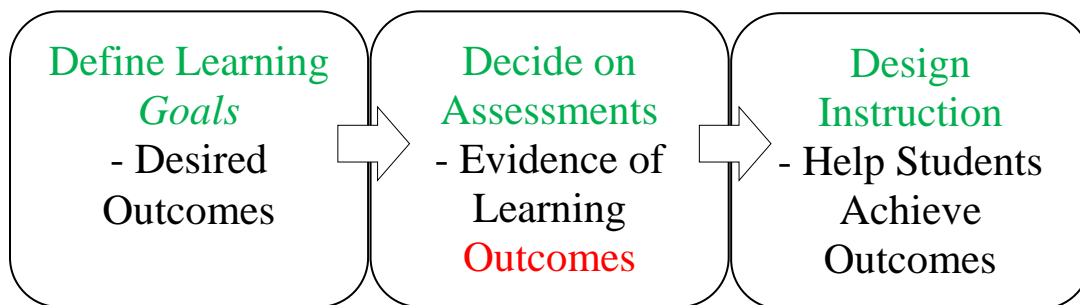 Define Learning
Goals
- Desired
Outcomes
Decide on
Assessments
- Evidence of
Learning
Outcomes
Design
Instruction
- Help Students
Achieve
Outcomes